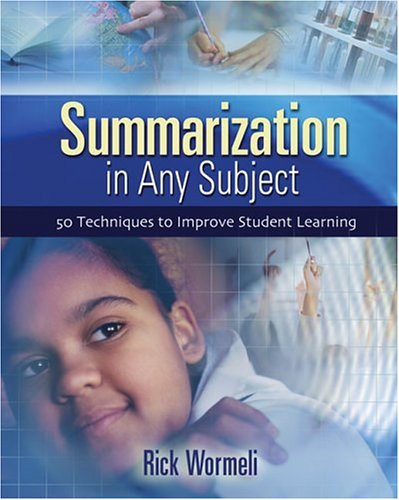 Summarization
in Any Subject
50 Techniques to Improve Student Learning
Rick Wormeli